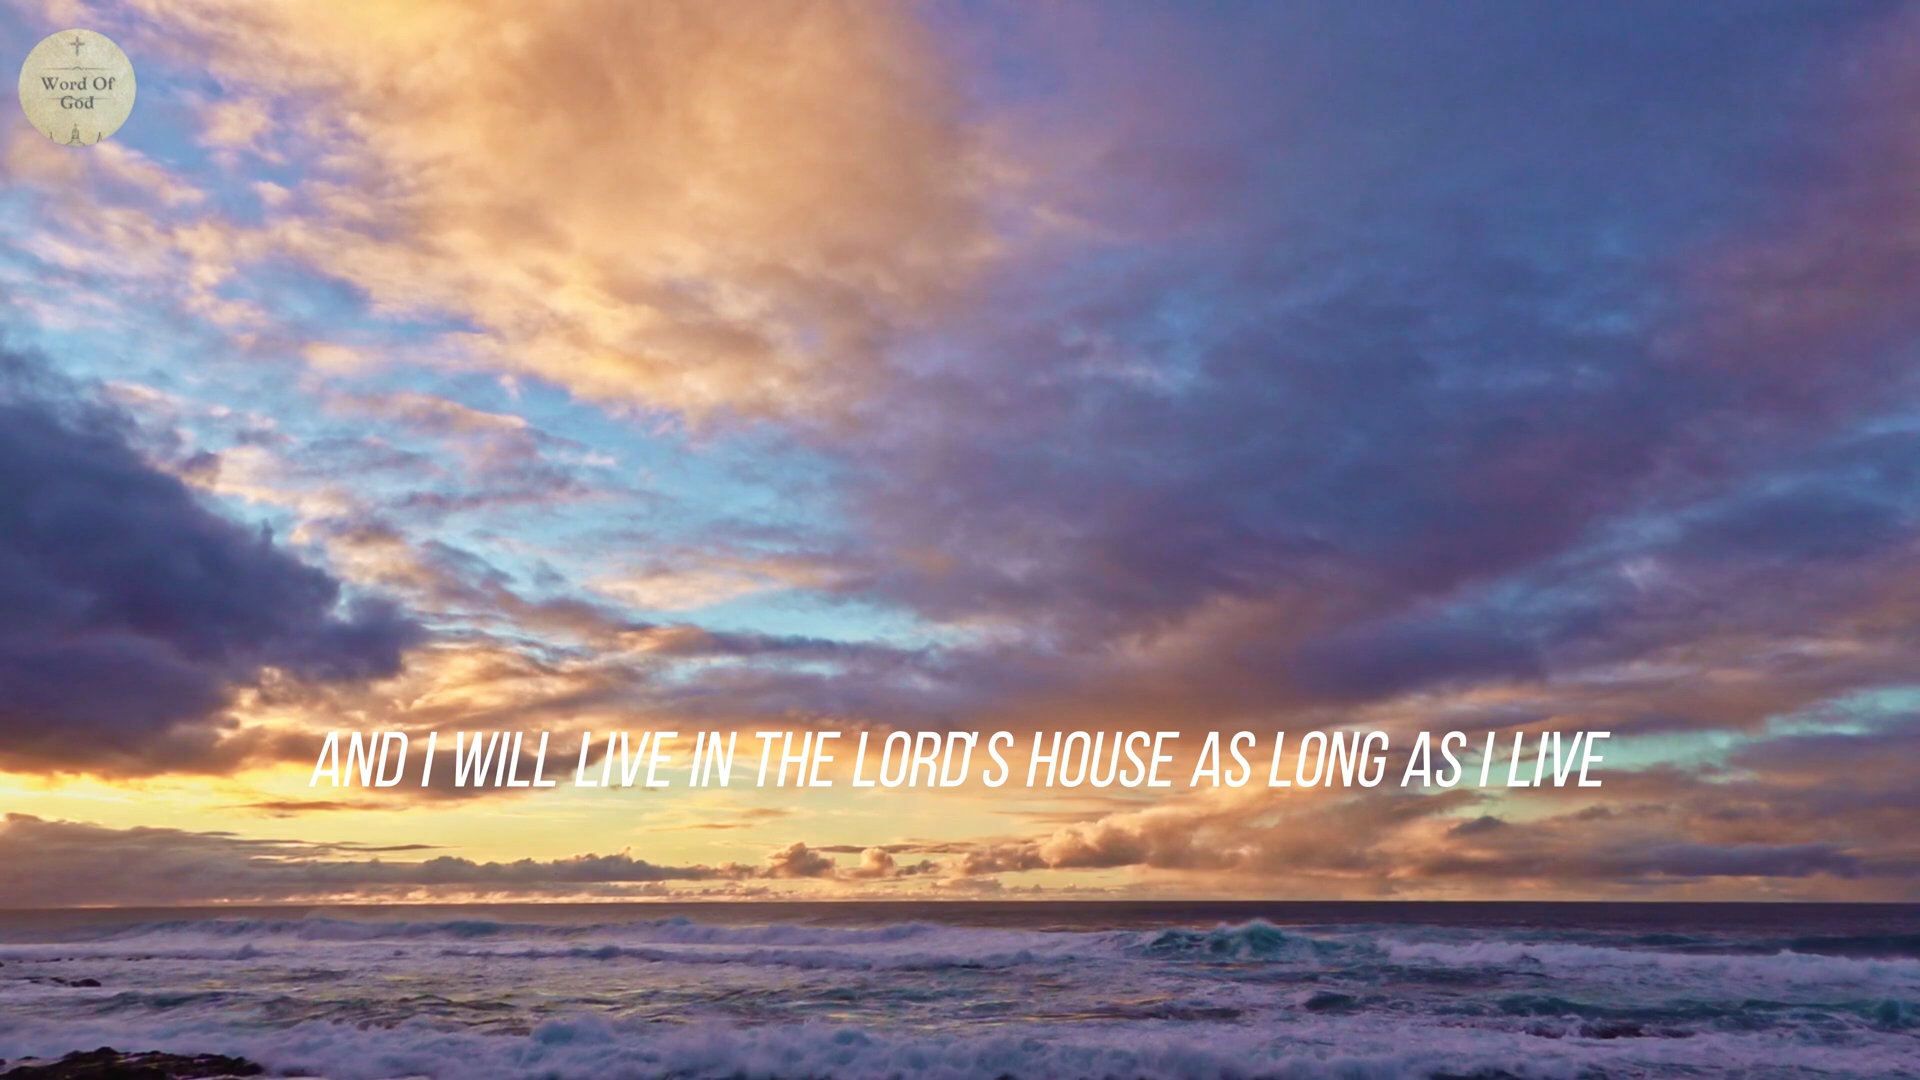 Word Of
God
AND I WILL LIVE IN THE LORD'S HOUSE AS LONG AS I LIVE